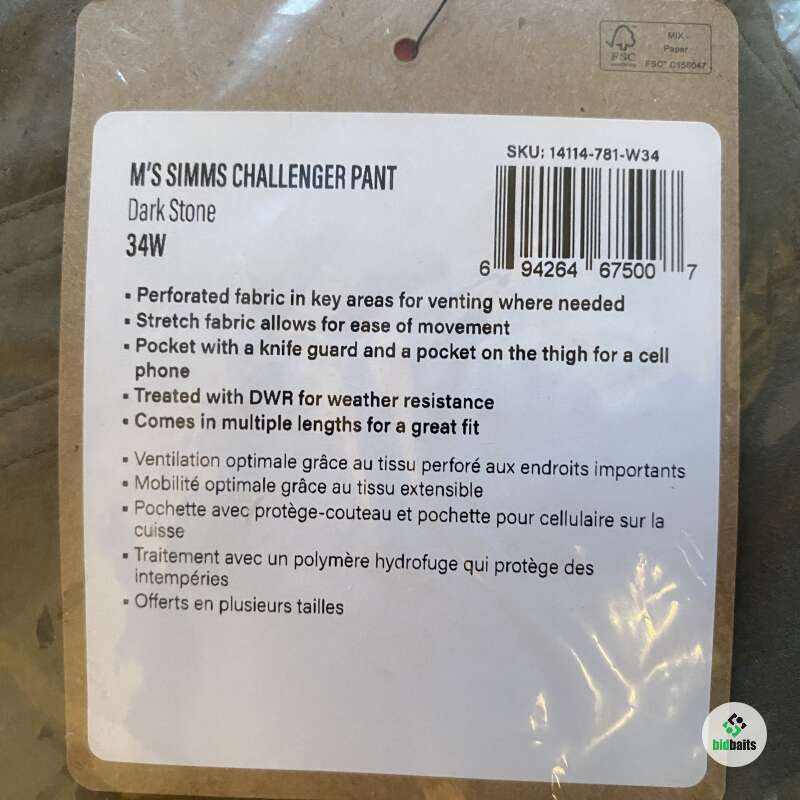 FSC
MIX -
Paper
FSC® C158047
SKU: 14114-781-W34
M'S SIMMS CHALLENGER PANT
Dark Stone
34W
6 94264 67500 7
▪ Perforated fabric in key areas for venting where needed
▪ Stretch fabric allows for ease of movement
▪ Pocket with a knife guard and a pocket on the thigh for a cell
phone
▪ Treated with DWR for weather resistance
▪ Comes in multiple lengths for a great fit
▪ Ventilation optimale grâce au tissu perforé aux endroits importants
▪ Mobilité optimale grâce au tissu extensible
▪ Pochette avec protège-couteau et pochette pour cellulaire sur la
cuisse
▪ Traitement avec un polymère hydrofuge qui protège des
intempéries
▪ Offerts en plusieurs tailles
bidbaits